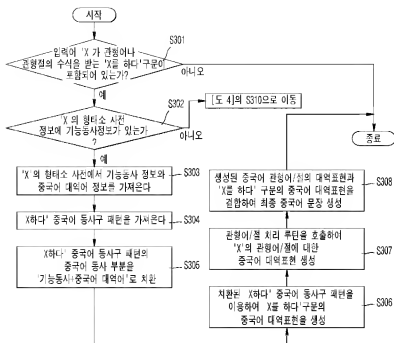 시작
S301
입력어 'X 가 관형어나
관형절의 수식을 받는 'X를 하다'구문이
포함되어 있는가?
아니오
예
S302
'X'의 형태소 사전
정보에 기능동사정보가 있는가
?
아니오
[도 4]의 S310으로 이동
종료
예
S303
'X'의 형태소 사전에서 기능동사 정보와
중국어 대역어 정보를 가져온다
S304
X하다' 중국어 동사구 패턴을 가져온다
S305
X하다' 중국어 동사구 패턴의
중국어 동사 부분을
'기능동사+중국어 대역어'로 치환
S308
생성된 중국어 관형어/절의 대역표현과
'X를 하다' 구문의 중국어 대역표현을
결합하여 최종 중국어 문장 생성
S307
관형어/절 처리 루틴을 호출하여
'X'의 관형어/절에 대한
중국어 대역표현 생성
S306
치환된 X하다' 중국어 동사구 패턴을
이용하여 X를 하다'구문의
중국어 대역표현을 생성